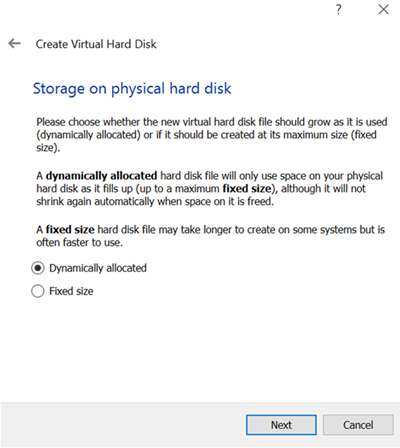 ?
Create Virtual Hard Disk
Storage on physical hard disk
Please choose whether the new virtual hard disk file should grow as it is used
(dynamically allocated) or if it should be created at its maximum size (fixed
size).
A dynamically allocated hard disk file will only use space on your physical
hard disk as it fills up (up to a maximum fixed size), although it will not
shrink again automatically when space on it is freed.
A fixed size hard disk file may take longer to create on some systems but is
often faster to use.
Dynamically allocated
Fixed size
Next Cancel